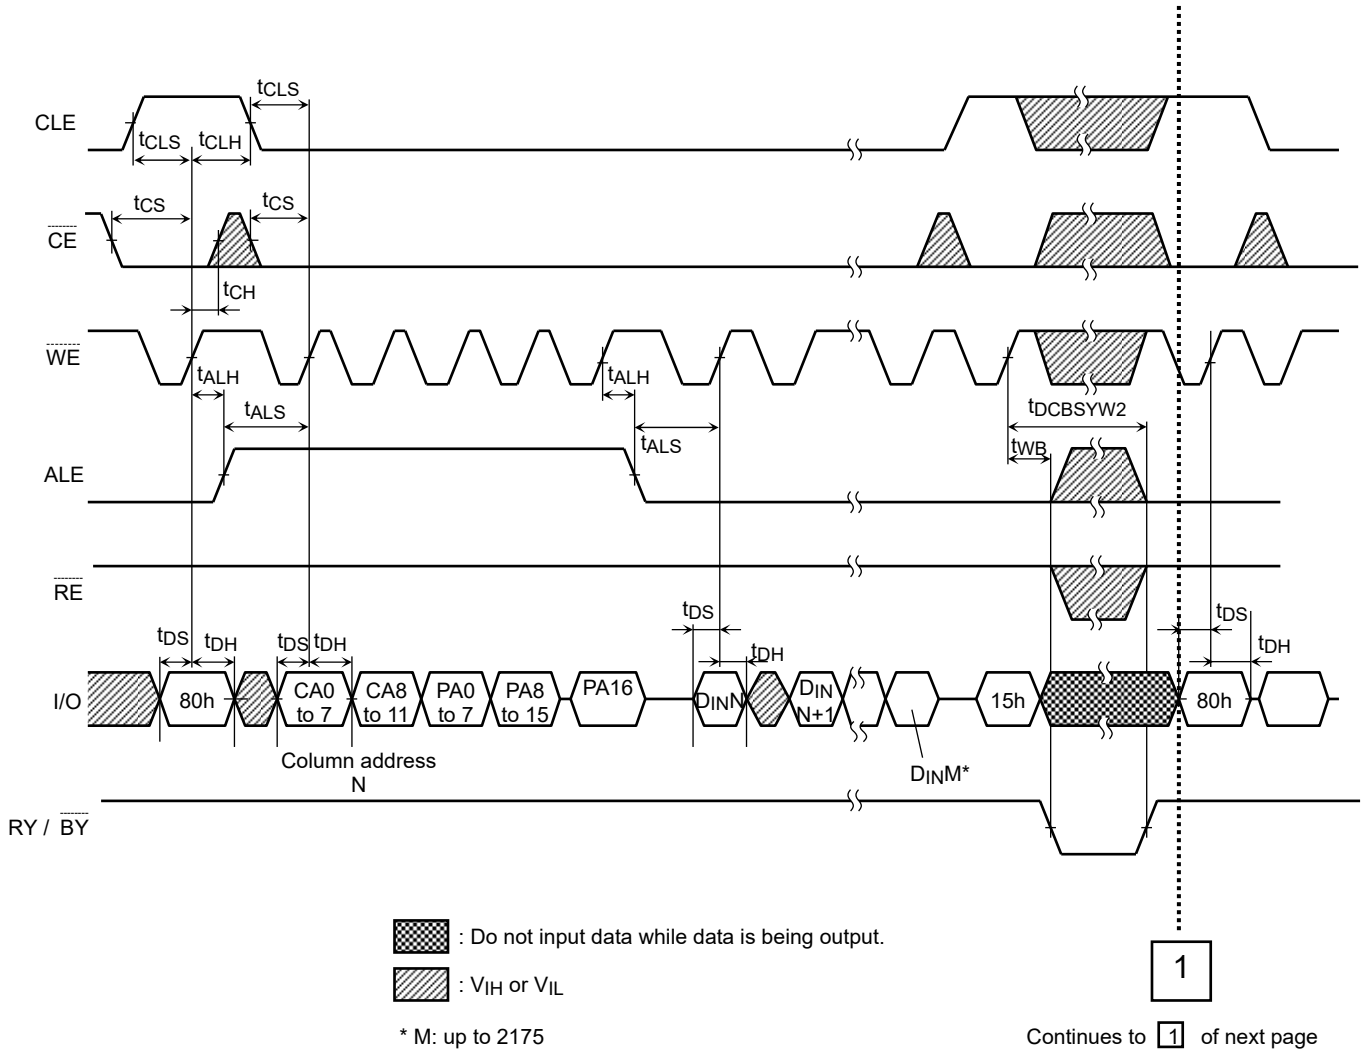 tCLS
CLE
tCLS
tCLH
tCS
tCS
CE
tCH
WE
tALH
tALH
tDCBSYW2
tALS
tALS
tWB
ALE
RE
tDS
tDS
tDH
tDS
tDH
tDH
tDH
I/O
80h
CA0 to 7
CA8 to 11
PA0 to 7
PA8 to 15
PA16
DINN
DIN N+1
15h
80h
Column address
N
DINM*
RY / BY
: Do not input data while data is being output.
: VIH or VIL
1
* M: up to 2175
Continues to 1 of next page